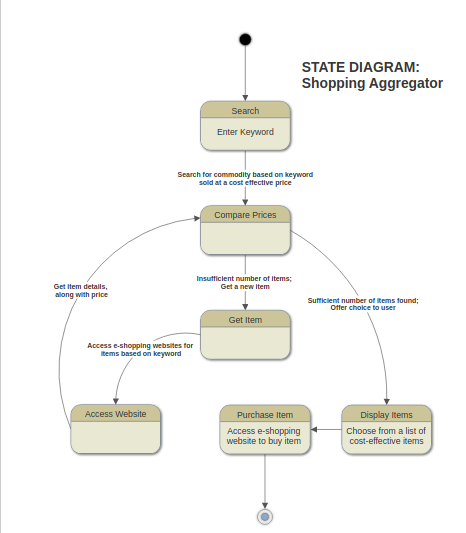 STATE DIAGRAM:
Shopping Aggregator
Search
Enter Keyword
Search for commodity based on keyword
sold at a cost effective price
Compare Prices
Get item details,
along with price
Insufficient number of items;
Get a new item
Sufficient number of items found;
Offer choice to user
Get Item
Access e-shopping websites for
items based on keyword
Access Website
Purchase Item
Access e-shopping
website to buy item
Display Items
Choose from a list of
cost-effective items